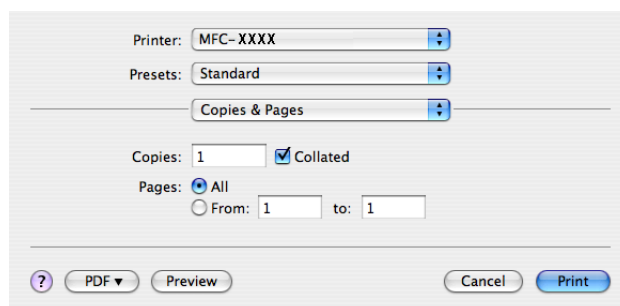 Printer: MFC-XXXX
Presets: Standard
Copies & Pages
Copies: 1 Collated
Pages: All
From: 1 to: 1
? PDF ▼ Preview Cancel Print